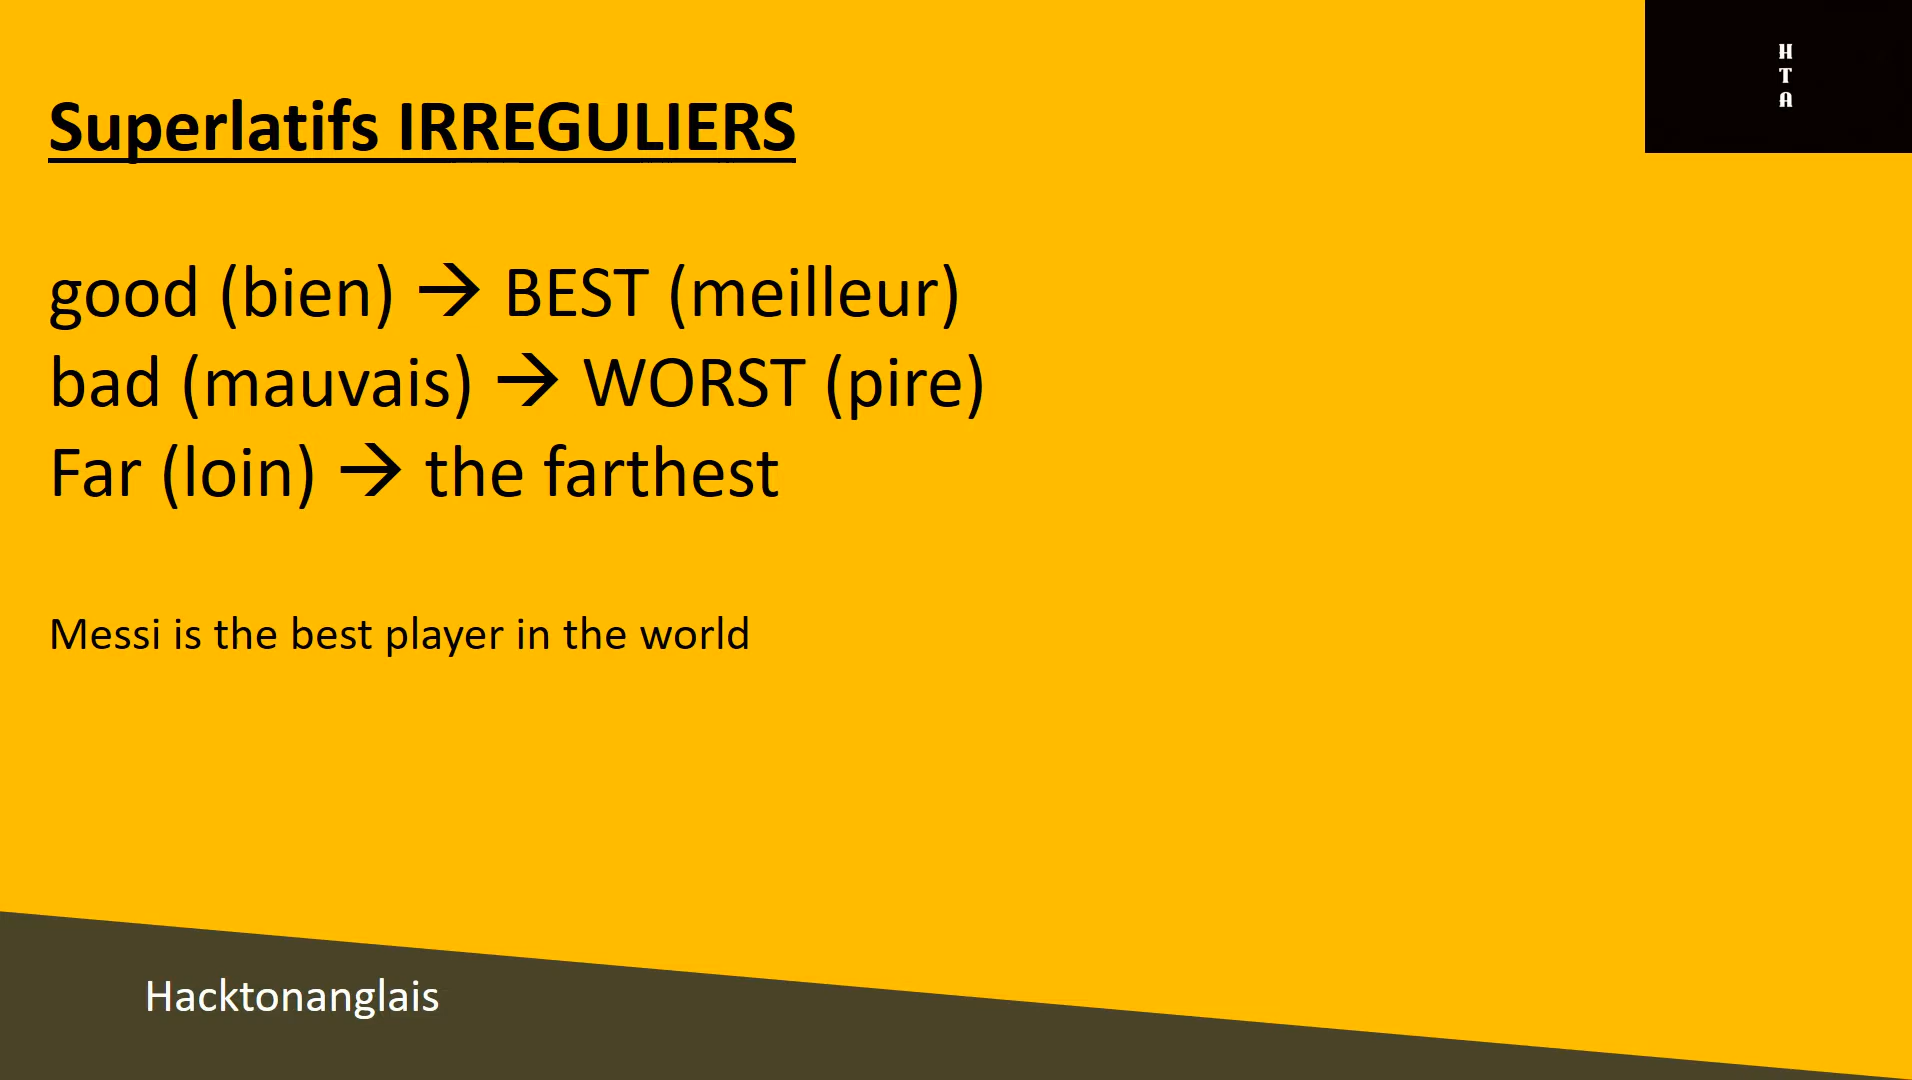 H
T
A
Superlatifs IRREGULIERS
good (bien) → BEST (meilleur)
bad (mauvais) → WORST (pire)
Far (loin) → the farthest
Messi is the best player in the world
Hacktonanglais